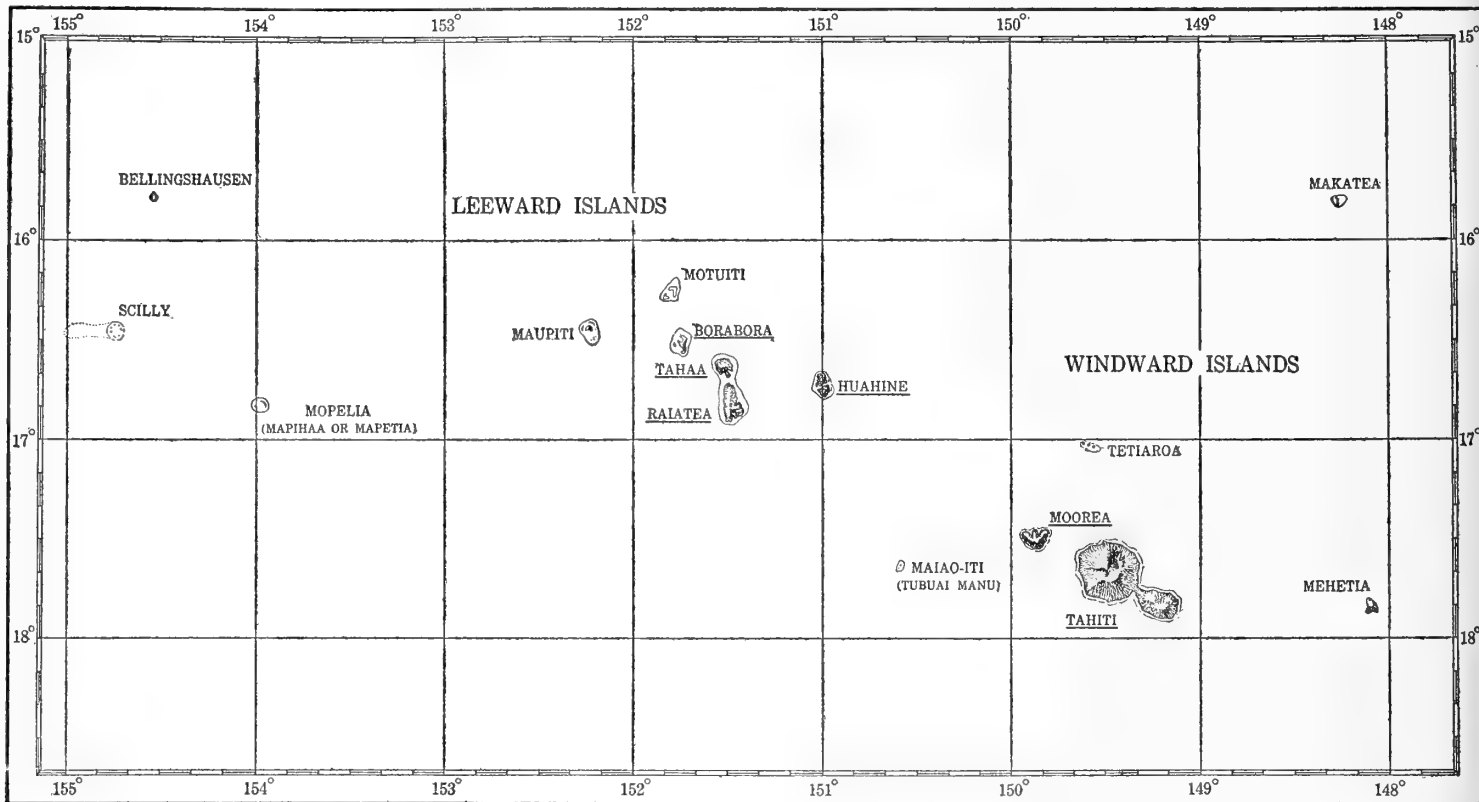 155° 154° 153° 152° 151° 150° 149° 148°
15° 15°
BELLINGSHAUSEN
MAKATEA
LEEWARD ISLANDS
16° 16°
MOTUITI
SCILLY
MAUPITI
BORABORA
WINDWARD ISLANDS
TAHAA
HUAHINE
MOPELIA
RAIATEA
(MAPIHAA OR MAPETIA)
17° 17°
TETIAROA
MOOREA
MAIAO-ITI
(TUBUAI MANU)
MEHETIA
TAHITI
18° 18°
155° 154° 153° 152° 151° 150° 149° 148°